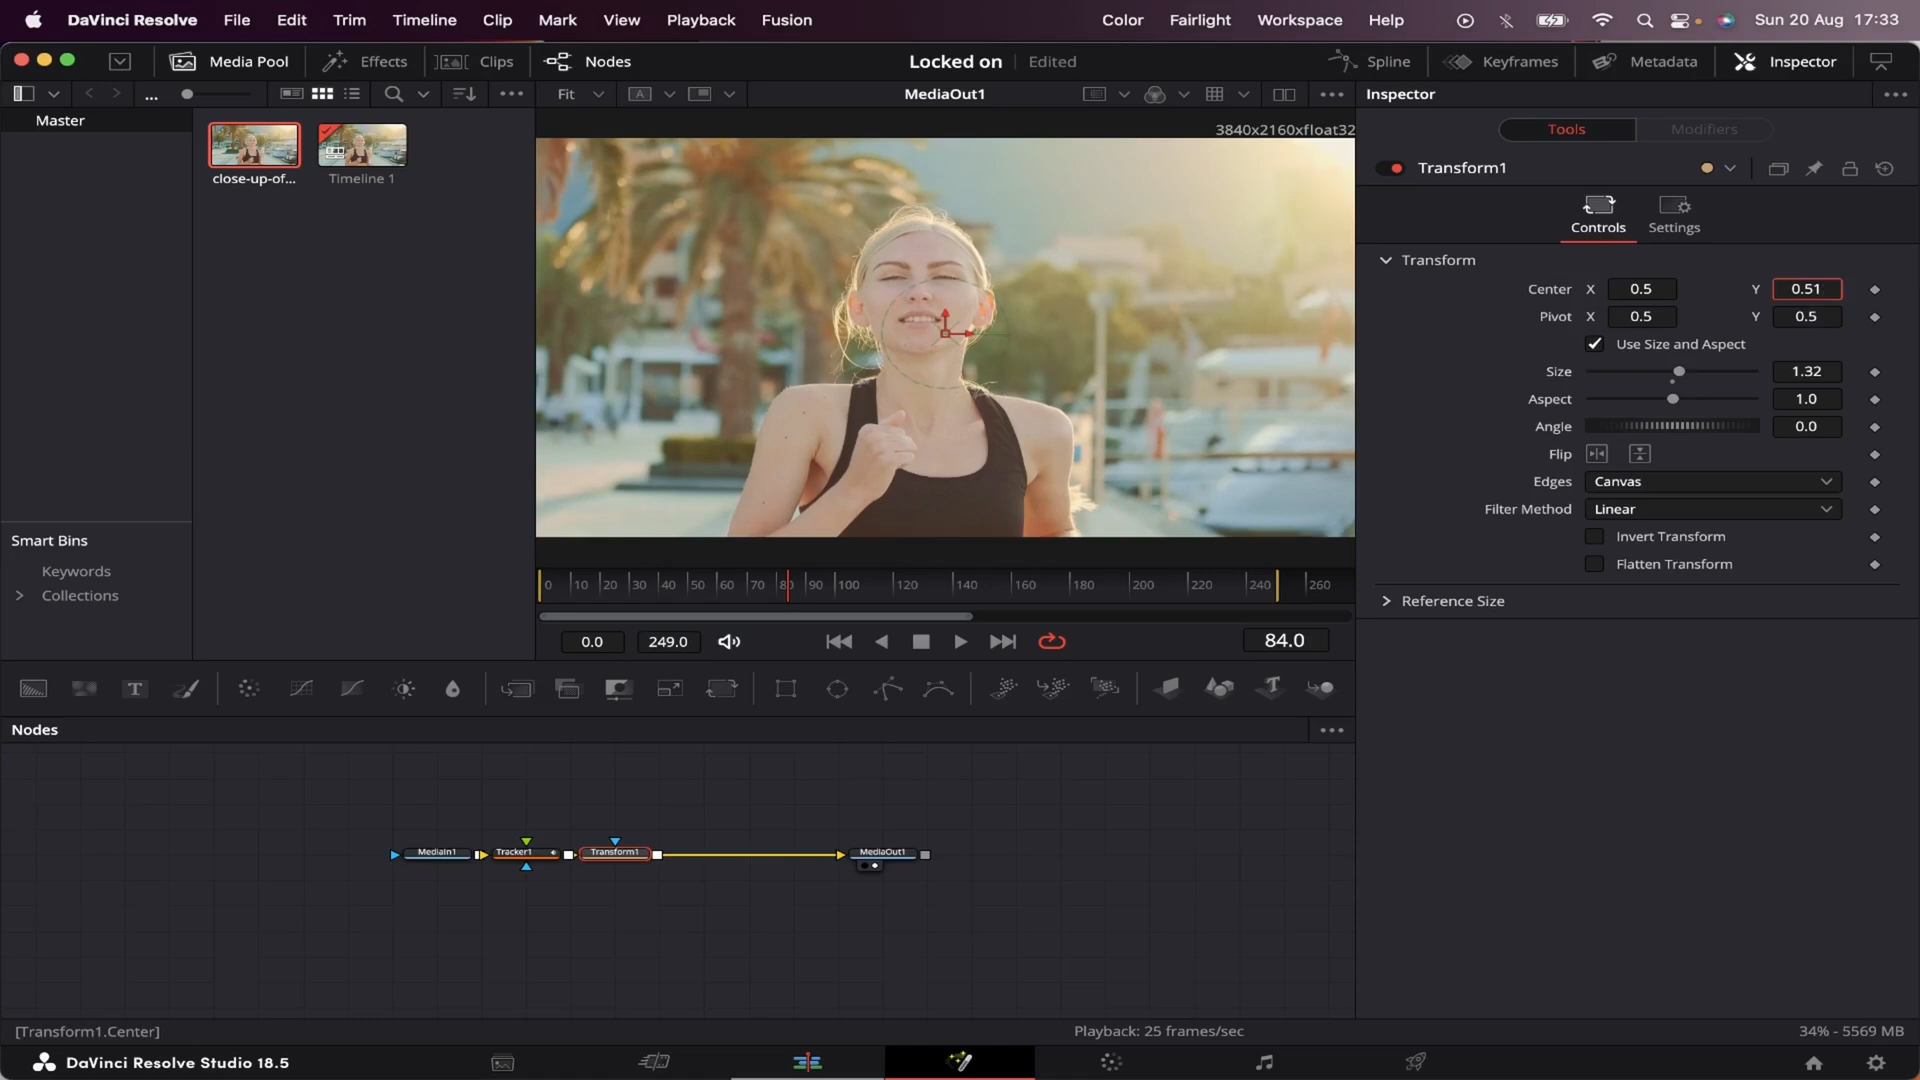 DaVinci Resolve File Edit Trim Timeline Clip Mark View Playback Fusion Color Fairlight Workspace Help Sun 20 Aug 17:33
Media Pool Effects Clips Nodes Locked on Edited Spline Keyframes Metadata Inspector
... Fit A MediaOut1 Inspector
Master
3840x2160xfloat32
Tools Modifiers
close-up-of... Timeline 1
Transform1
Controls Settings
Transform
Center X 0.5 Y 0.51
Pivot X 0.5 Y 0.5
Use Size and Aspect
Size 1.32
Aspect 1.0
Angle 0.0
Flip
Edges Canvas
Filter Method Linear
Invert Transform
Flatten Transform
Reference Size
Smart Bins
Keywords
Collections
0 10 20 30 40 50 60 70 80 90 100 120 140 160 180 200 220 240 260
0.0 249.0 84.0
T T
Nodes
MediaIn1 Tracker1 Transform1 MediaOut1
[Transform1.Center] Playback: 25 frames/sec 34% - 5569 MB
DaVinci Resolve Studio 18.5